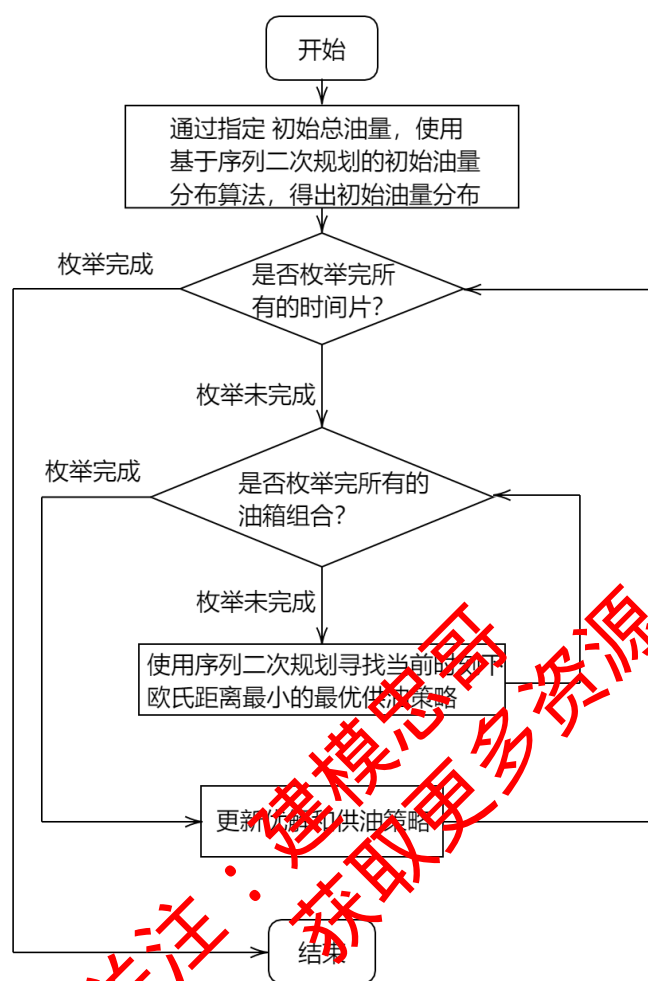 开始
通过指定 初始总油量，使用
基于序列二次规划的初始油量
分布算法，得出初始油量分布
枚举完成
是否枚举完所
有的时间片？
枚举未完成
枚举完成
是否枚举完所有的
油箱组合？
枚举未完成
使用序列二次规划寻找当前时刻下
欧氏距离最小的最优供油策略
更新优解和供油策略
结束
关注：建模忠哥
获取更多资源